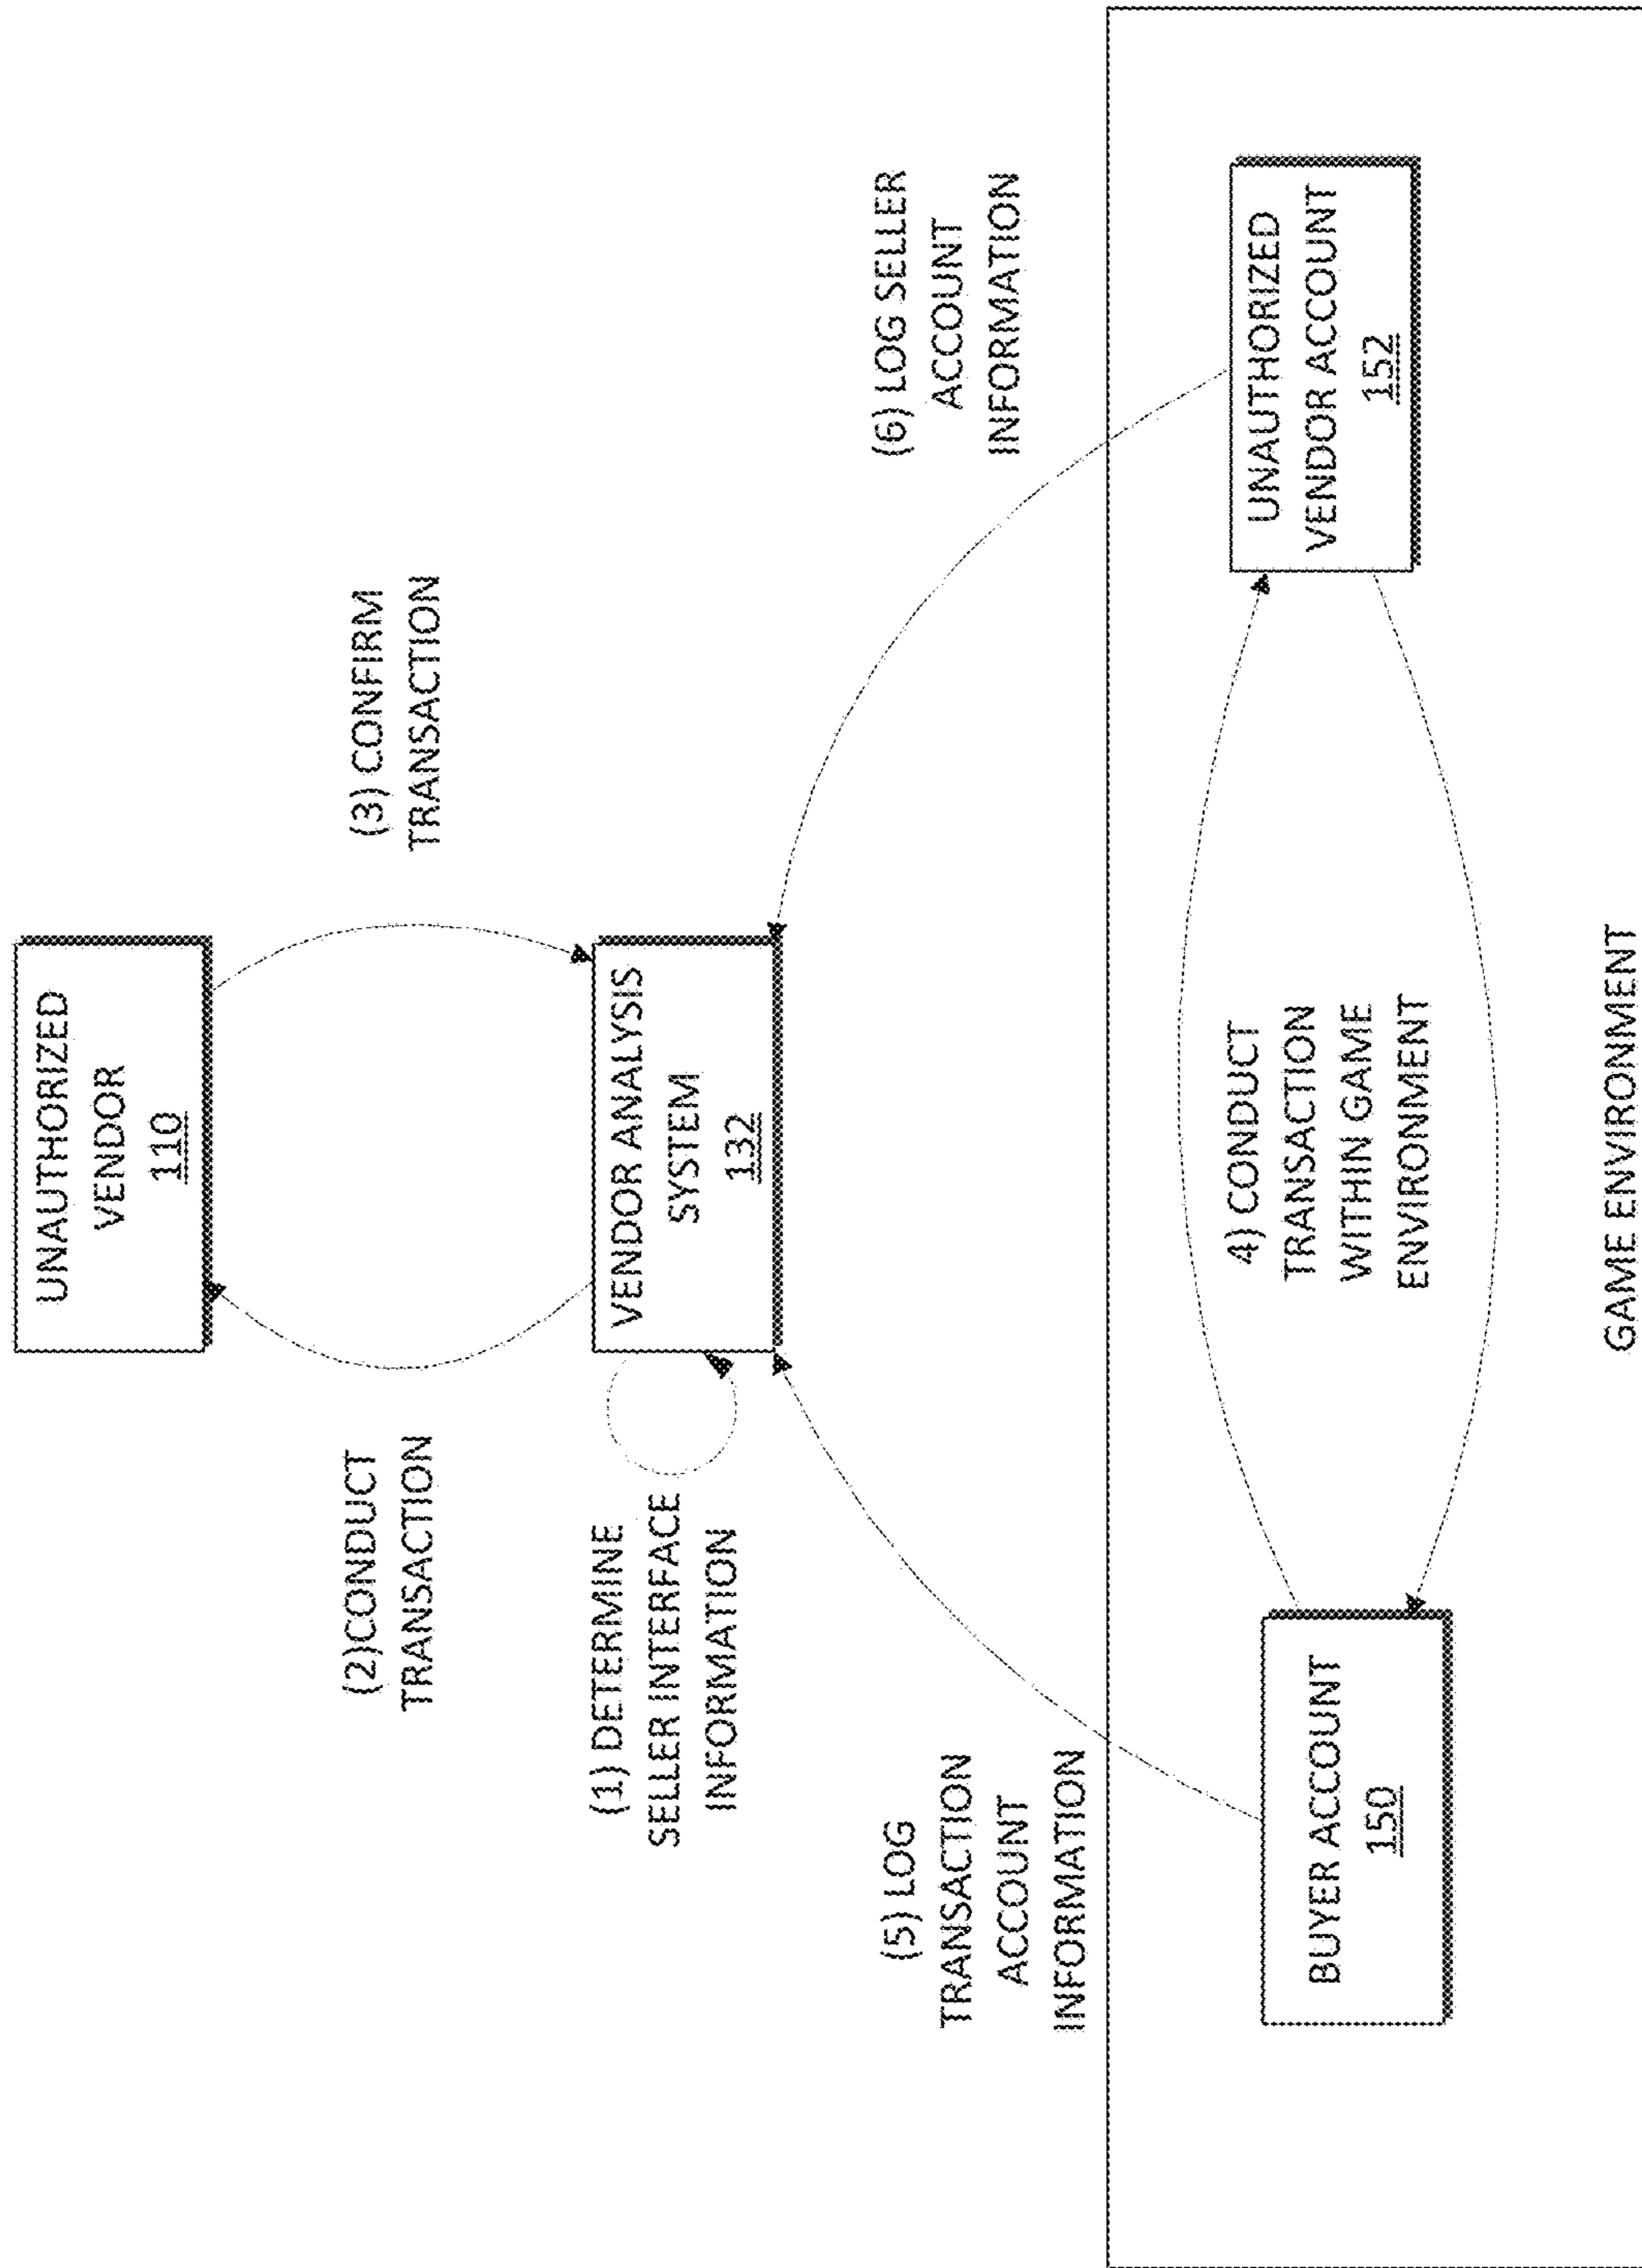 UNAUTHORIZED
VENDOR
110
(2)CONDUCT
TRANSACTION
(3) CONFIRM
TRANSACTION
(1) DETERMINE
SELLER INTERFACE
INFORMATION
VENDOR ANALYSIS
SYSTEM
132
(5) LOG
TRANSACTION
ACCOUNT
INFORMATION
(6) LOG SELLER
ACCOUNT
INFORMATION
BUYER ACCOUNT
150
4) CONDUCT
TRANSACTION
WITHIN GAME
ENVIRONMENT
UNAUTHORIZED
VENDOR ACCOUNT
152
GAME ENVIRONMENT